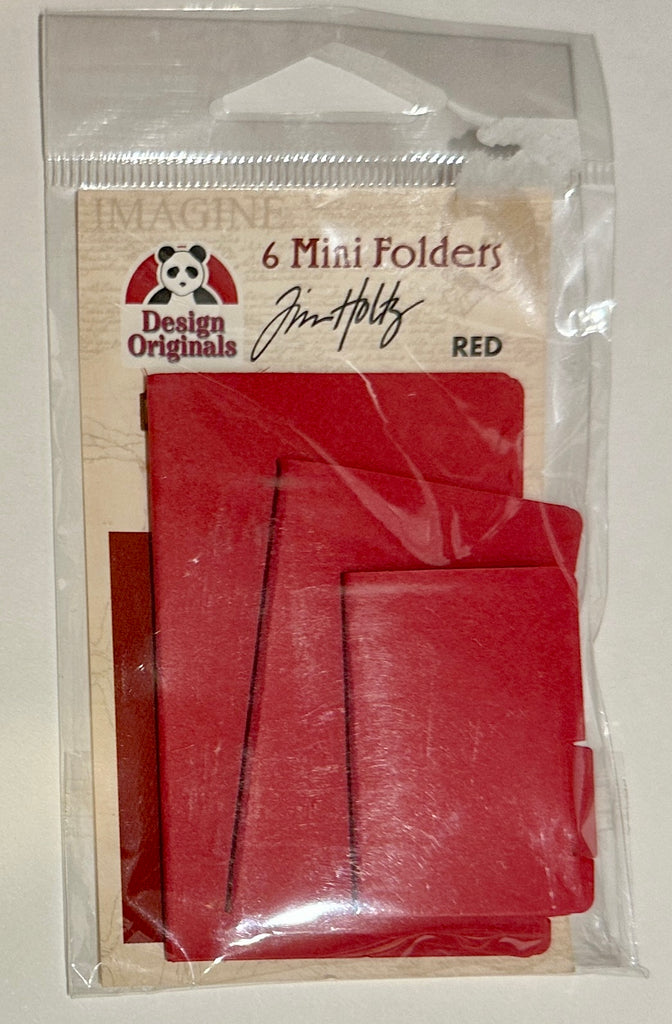 IMAGINE
6 Mini Folders
Tim Holtz
Design
Originals
RED